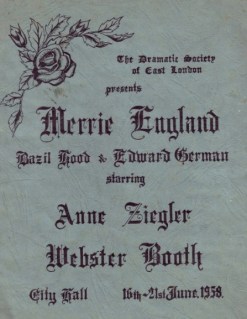 The Dramatic Society
of East London
presents
Merrie England
Bazil Hood & Edward German
starring
Anne Ziegler
Webster Booth
City Hall 16th-21st June, 1958.